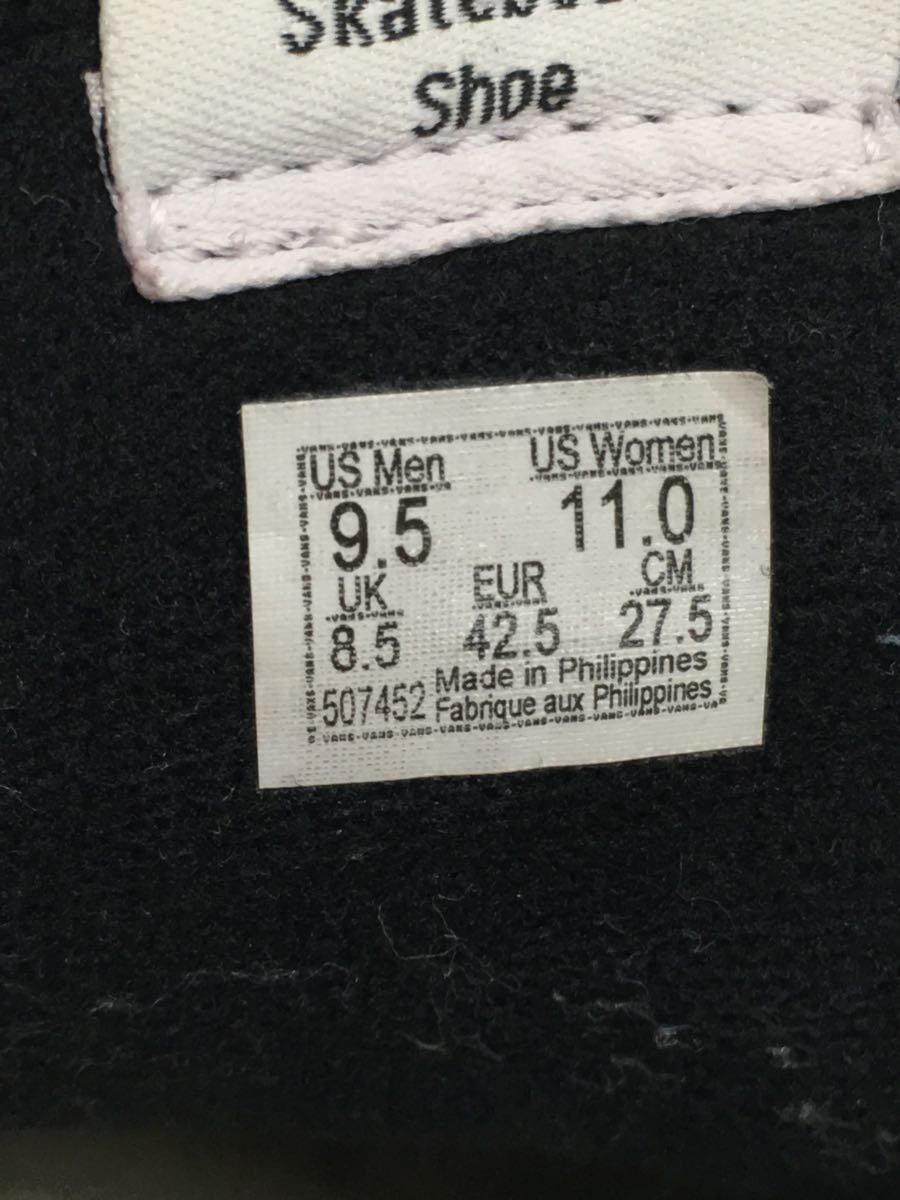 Shoe
US Men US Women
9.5 11.0
UK EUR CM
8.5 42.5 27.5
507452 Made in Philippines
Fabrique aux Philippines